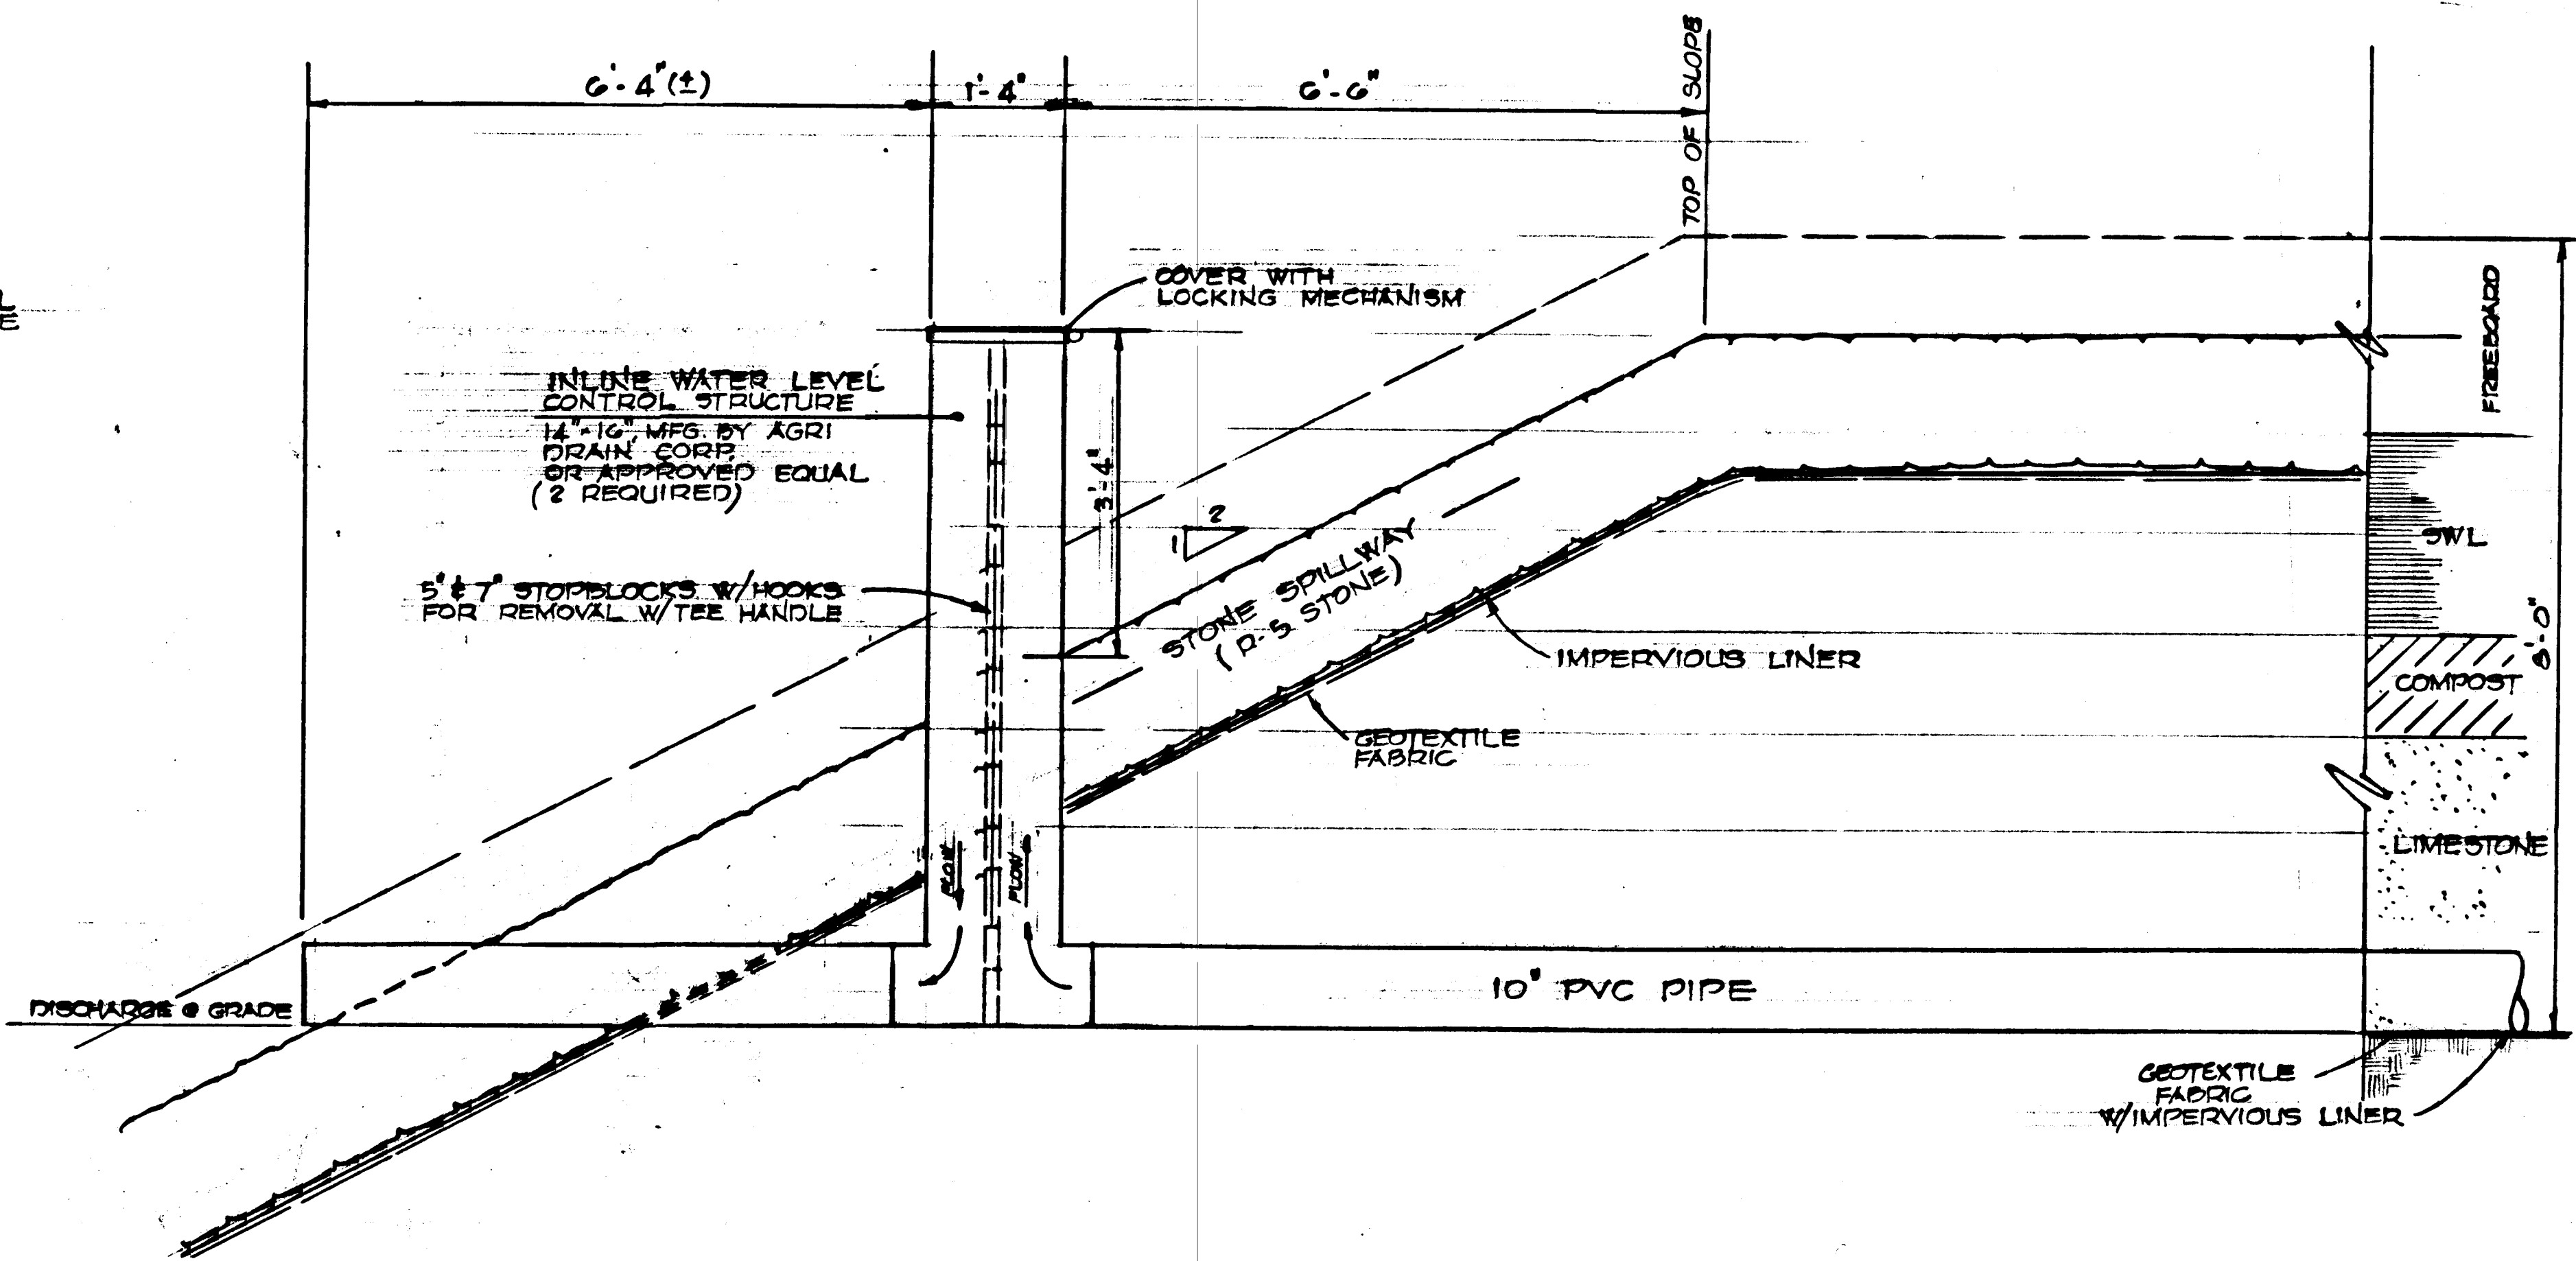 6'-4"(±)
1'-4"
6'-6"
TOP OF SLOPE
COVER WITH
LOCKING MECHANISM
INLINE WATER LEVEL
CONTROL STRUCTURE
14"-16", MFG. BY AGRI
DRAIN CORP.
OR APPROVED EQUAL
(2 REQUIRED)
3'-4"
5" & 7" STOPBLOCKS W/HOOKS
FOR REMOVAL W/TEE HANDLE
2
1
STONE SPILLWAY
(R-5 STONE)
IMPERVIOUS LINER
GEOTEXTILE
FABRIC
FLOW
FLOW
FREEBOARD
SWL
COMPOST
8'-0"
LIMESTONE
DISCHARGE @ GRADE
10" PVC PIPE
GEOTEXTILE
FABRIC
W/IMPERVIOUS LINER